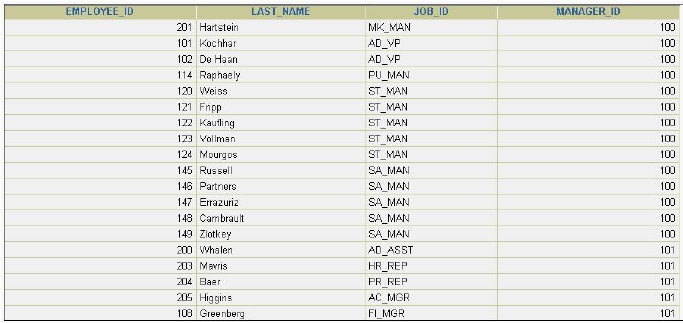 EMPLOYEE_ID LAST_NAME JOB_ID MANAGER_ID
201 Hartstein MK_MAN 100
101 Kochhar AD_VP 100
102 De Haan AD_VP 100
114 Raphaely PU_MAN 100
120 Weiss ST_MAN 100
121 Fripp ST_MAN 100
122 Kaufling ST_MAN 100
123 Vollman ST_MAN 100
124 Mourgos ST_MAN 100
145 Russell SA_MAN 100
146 Partners SA_MAN 100
147 Errazuriz SA_MAN 100
148 Cambrault SA_MAN 100
149 Zlotkey SA_MAN 100
200 Whalen AD_ASST 101
203 Mavris HR_REP 101
204 Baer PR_REP 101
205 Higgins AC_MGR 101
108 Greenberg FI_MGR 101